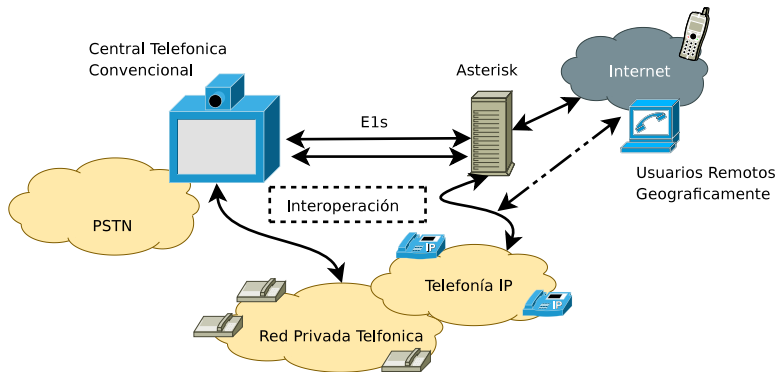 Central Telefonica
Convencional
Asterisk
Internet
E1s
Usuarios Remotos
Geograficamente
Interoperación
PSTN
IP
Telefonía IP
IP
Red Privada Telfonica